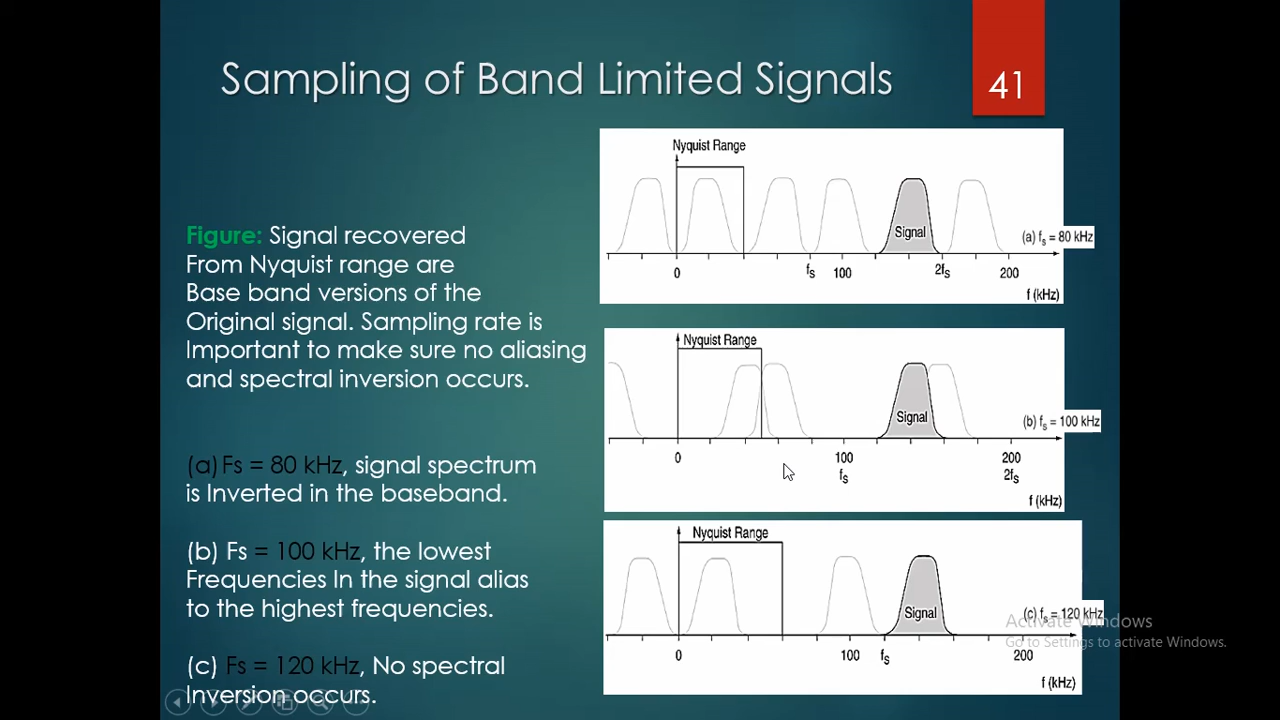 Sampling of Band Limited Signals
41
Figure: Signal recovered
From Nyquist range are
Base band versions of the
Original signal. Sampling rate is
Important to make sure no aliasing
and spectral inversion occurs.
(a) Fs = 80 kHz, signal spectrum
is Inverted in the baseband.
(b) Fs = 100 kHz, the lowest
Frequencies In the signal alias
to the highest frequencies.
(c) Fs = 120 kHz, No spectral
Inversion occurs.
Nyquist Range
Signal
(a) fs = 80 kHz
0 fs 100 2fs 200
f (kHz)
Nyquist Range
Signal
(b) fs = 100 kHz
0 100 200
fs 2fs
f (kHz)
Nyquist Range
Signal
(c) fs = 120 kHz
0 100 fs 200
f (kHz)
Activate Windows
Go to Settings to activate Windows.